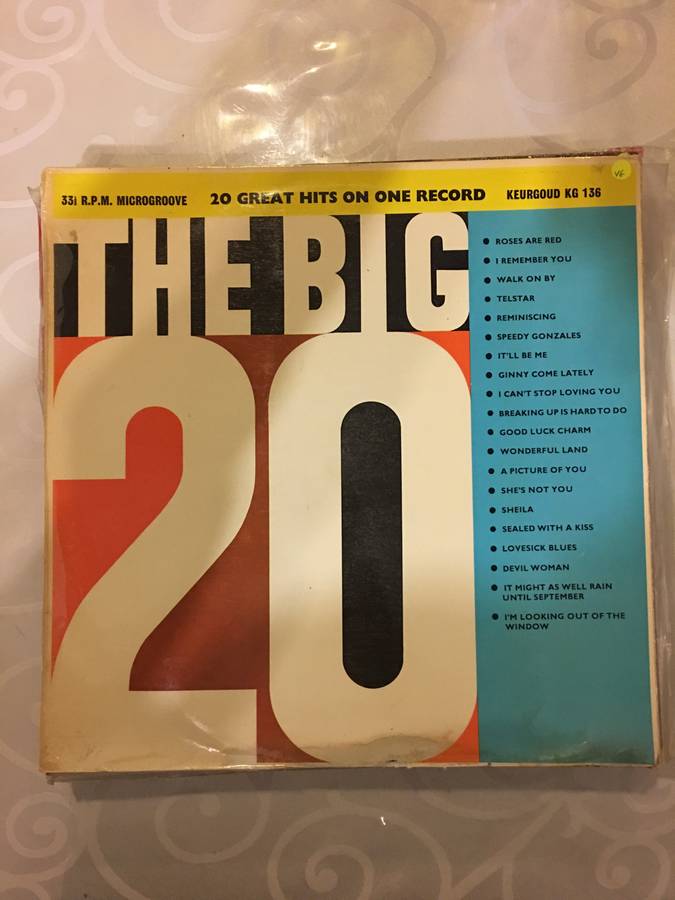 33⅓ R.P.M. MICROGROOVE 20 GREAT HITS ON ONE RECORD KEURGOUD KG 136
VG
THE BIG
20
ROSES ARE RED
I REMEMBER YOU
WALK ON BY
TELSTAR
REMINISCING
SPEEDY GONZALES
IT'LL BE ME
GINNY COME LATELY
I CAN'T STOP LOVING YOU
BREAKING UP IS HARD TO DO
GOOD LUCK CHARM
WONDERFUL LAND
A PICTURE OF YOU
SHE'S NOT YOU
SHEILA
SEALED WITH A KISS
LOVESICK BLUES
DEVIL WOMAN
IT MIGHT AS WELL RAIN
UNTIL SEPTEMBER
I'M LOOKING OUT OF THE
WINDOW